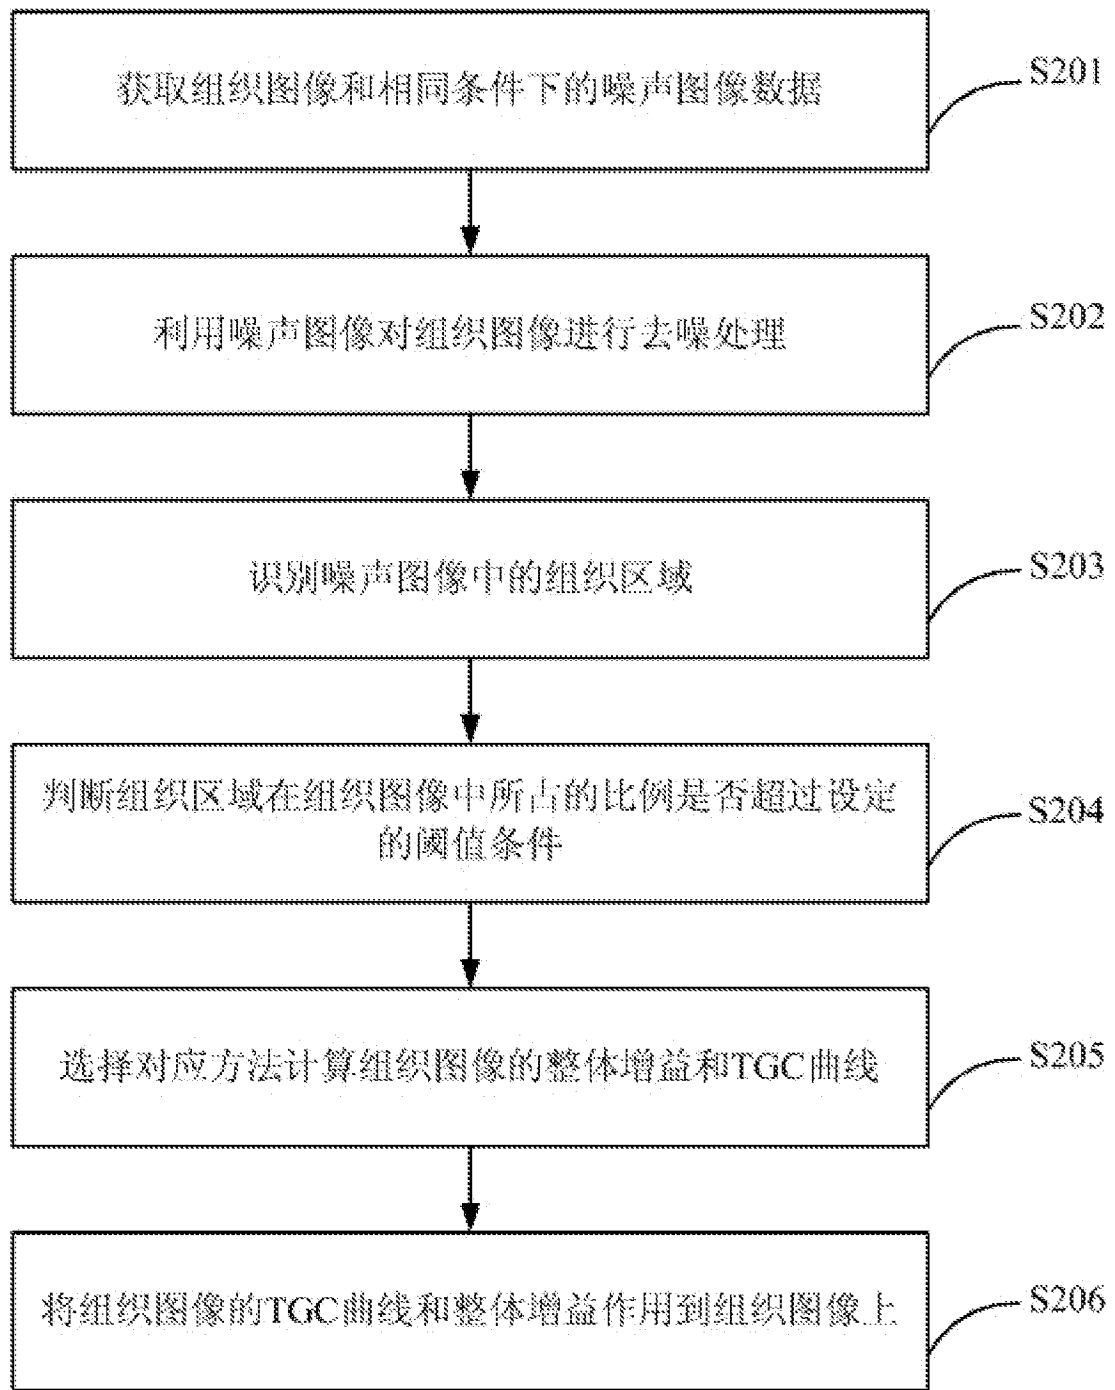 获取组织图像和相同条件下的噪声图像数据
S201
利用噪声图像对组织图像进行去噪处理
S202
识别噪声图像中的组织区域
S203
判断组织区域在组织图像中所占的比例是否超过设定
的阈值条件
S204
选择对应方法计算组织图像的整体增益和TGC曲线
S205
将组织图像的TGC曲线和整体增益作用到组织图像上
S206